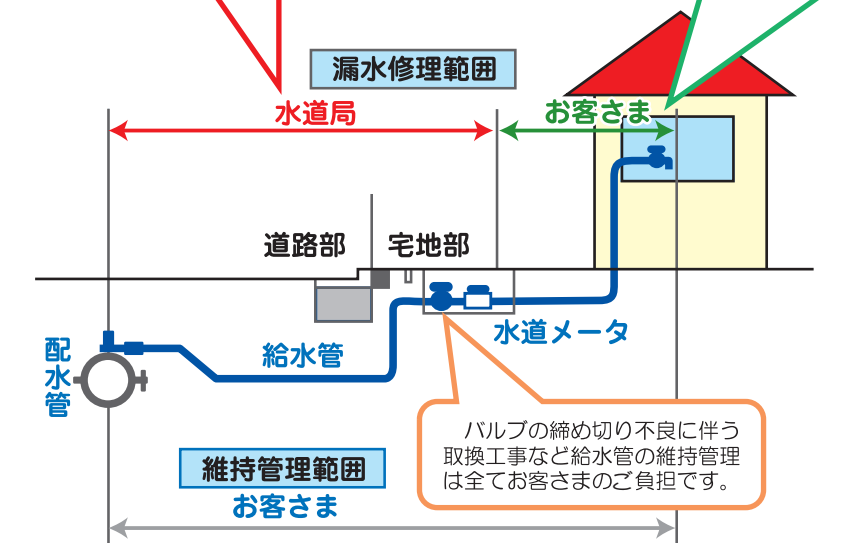 漏水修理範囲
水道局
お客さま
道路部
宅地部
水道メータ
配水管
給水管
バルブの締め切り不良に伴う
取換工事など給水管の維持管理
は全てお客さまのご負担です。
維持管理範囲
お客さま